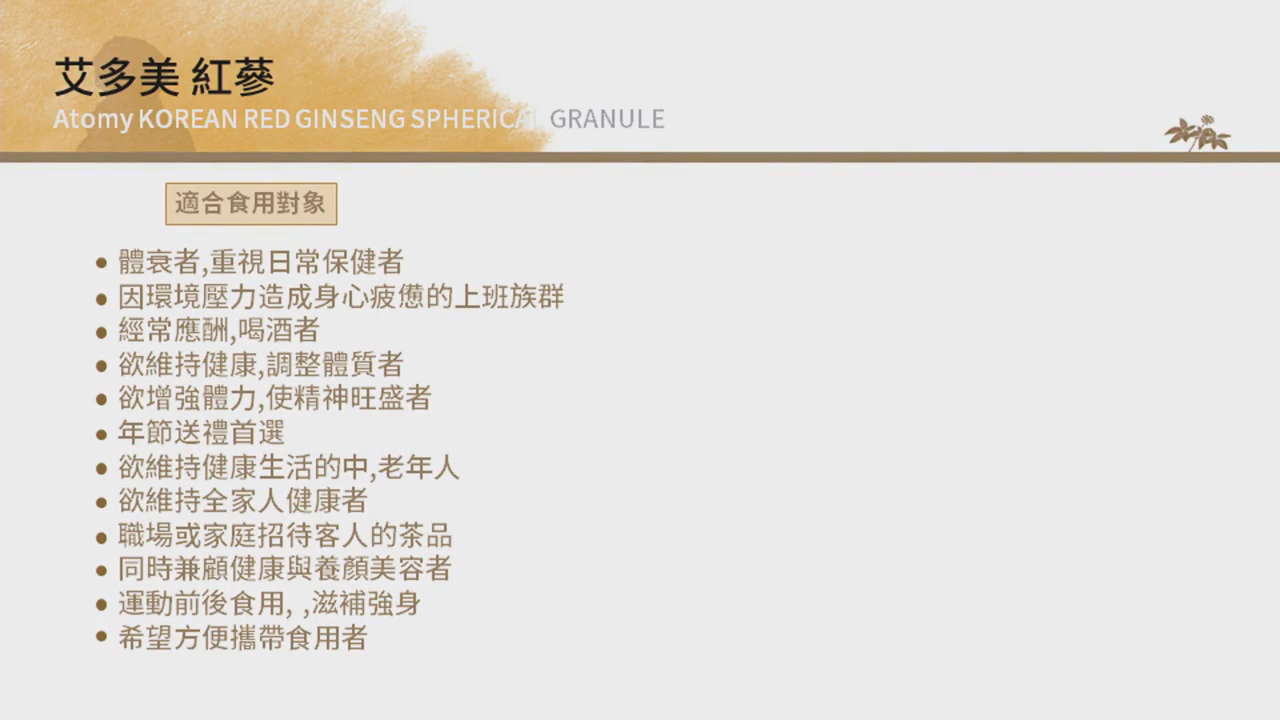 艾多美 紅蔘
Atomy KOREAN RED GINSENG SPHERICAL GRANULE
適合食用對象
體衰者,重視日常保健者
因環境壓力造成身心疲憊的上班族群
經常應酬,喝酒者
欲維持健康,調整體質者
欲增強體力,使精神旺盛者
年節送禮首選
欲維持健康生活的中,老年人
欲維持全家人健康者
職場或家庭招待客人的茶品
同時兼顧健康與養顏美容者
運動前後食用, ,滋補強身
希望方便攜帶食用者